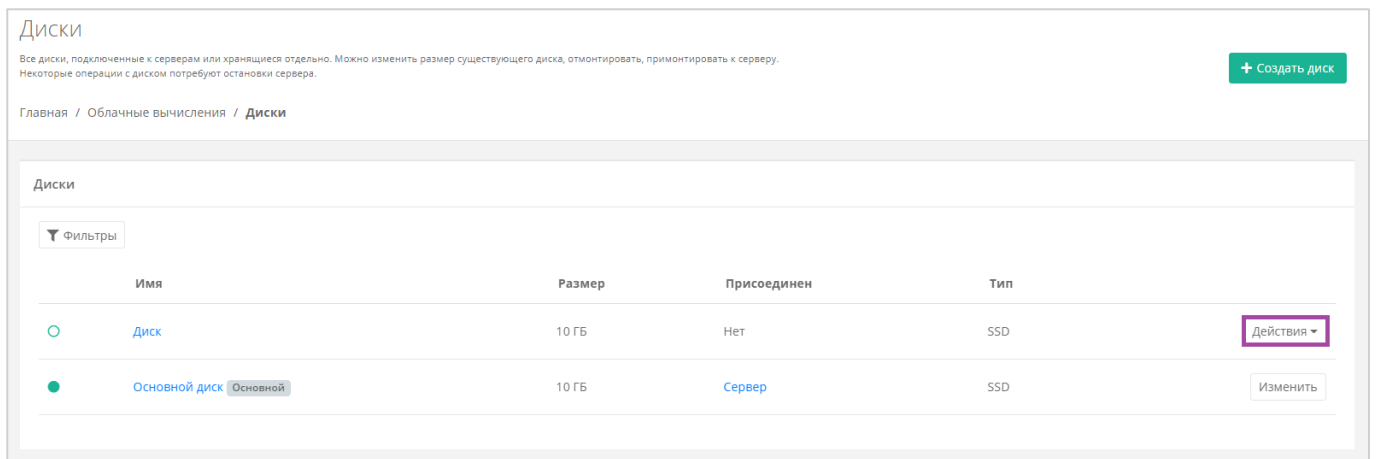 Диски
Все диски, подключенные к серверам или хранящиеся отдельно. Можно изменить размер существующего диска, отмонтировать, примонтировать к серверу.
Некоторые операции с диском потребуют остановки сервера.
+ Создать диск
Главная / Облачные вычисления / Диски
Диски
Фильтры
Имя Размер Присоединен Тип
Диск 10 ГБ Нет SSD Действия
Основной диск Основной 10 ГБ Сервер SSD Изменить